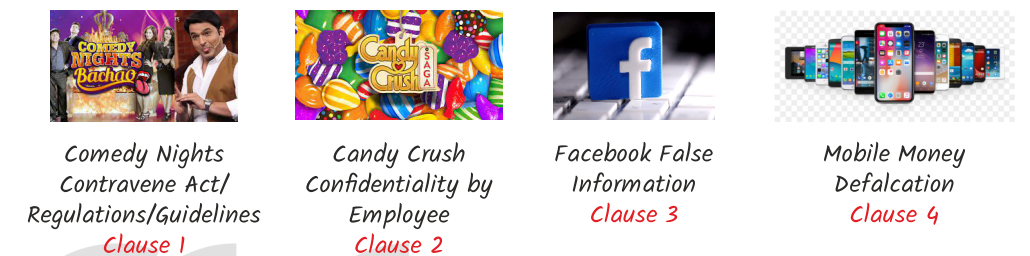 COMEDY
NIGHTS
Bachao
Comedy Nights
Contravene Act/
Regulations/Guidelines
Clause 1
Candy
Crush
SAGA
Candy Crush
Confidentiality by
Employee
Clause 2
f
Facebook False
Information
Clause 3
Mobile Money
Defalcation
Clause 4